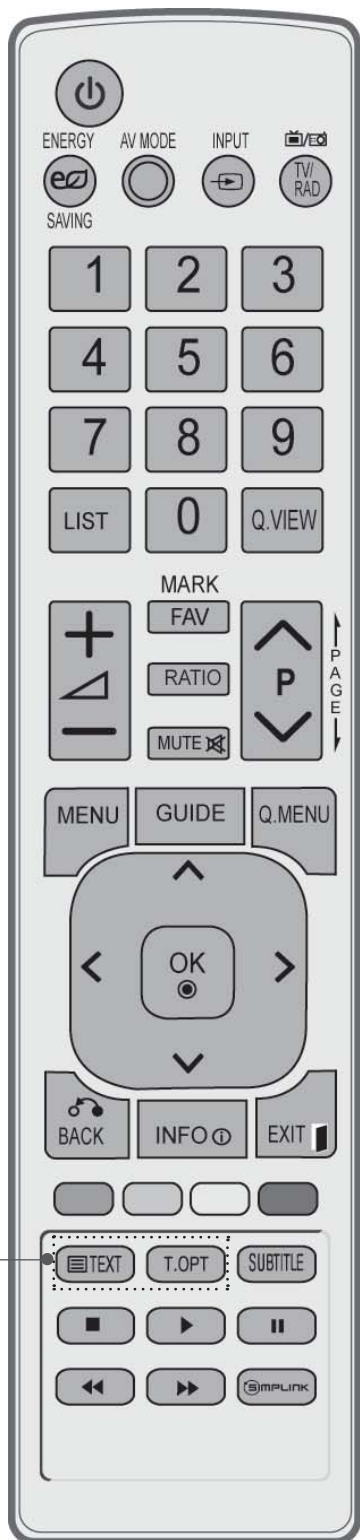 ENERGY AV MODE INPUT
TV/
RAD
SAVING
1 2 3
4 5 6
7 8 9
LIST 0 Q.VIEW
MARK
FAV
RATIO
P
PAGE
MUTE
MENU GUIDE Q.MENU
OK
BACK INFO EXIT
TEXT T.OPT SUBTITLE
SIMPLINK